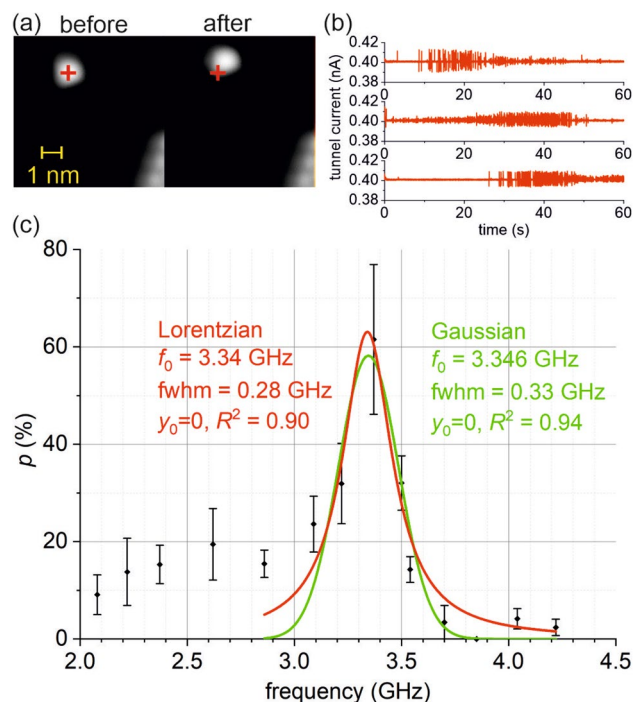 (a)
before
after
1 nm
(b)
tunnel current (nA)
0.42
0.40
0.38
0 20 40 60
0.42
0.40
0.38
0 20 40 60
0.42
0.40
0.38
0 20 40 60
time (s)
(c)
p (%)
80
60
40
20
0
Lorentzian
f₀ = 3.34 GHz
fwhm = 0.28 GHz
y₀=0, R² = 0.90
Gaussian
f₀ = 3.346 GHz
fwhm = 0.33 GHz
y₀=0, R² = 0.94
2.0 2.5 3.0 3.5 4.0 4.5
frequency (GHz)